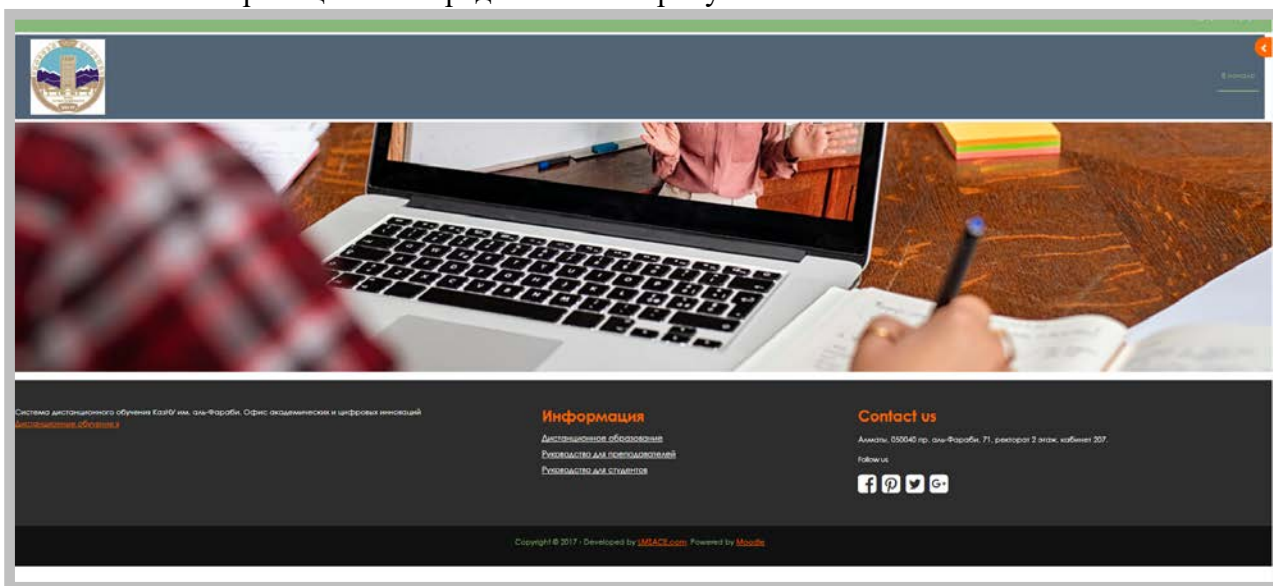 Система дистанционного обучения КазНУ им. аль-Фараби. Офис академических и цифровых инноваций
Дистанционное обучение в
Информация
Дистанционное образование
Руководство для преподавателей
Руководство для студентов
Contact us
Алматы, 050040 пр. аль-Фараби, 71, ректорат 2 этаж, кабинет 207.
Follow us
Copyright © 2017 - Developed by LMSACE.com. Powered by Moodle